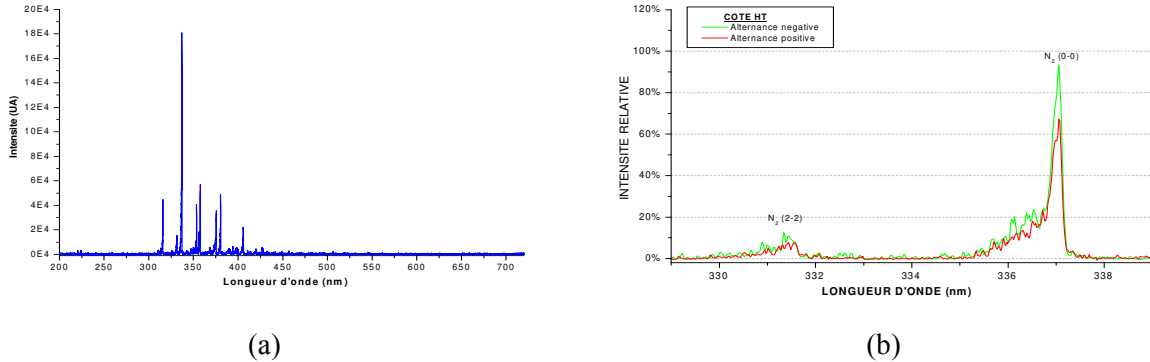 20E4
18E4
16E4
14E4
12E4
10E4
8E4
6E4
4E4
2E4
0E4
Intensite (UA)
200 250 300 350 400 450 500 550 600 650 700
Longueur d'onde (nm)
(a)
COTE HT
Alternance negative
Alternance positive
120%
100%
80%
60%
40%
20%
0%
INTENSITE RELATIVE
N2 (0-0)
N2 (2-2)
330 332 334 336 338
LONGUEUR D'ONDE (nm)
(b)